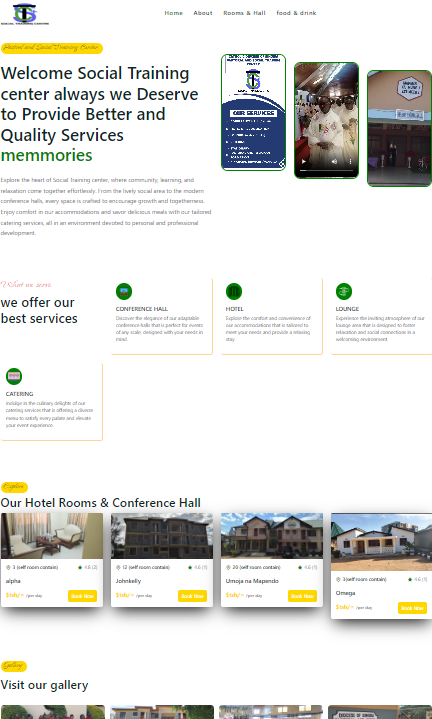 SOCIAL TRAINING CENTRE
Home About Rooms & Hall food & drink
Pastoral and Social Training Center
Welcome Social Training
center always we Deserve
to Provide Better and
Quality Services
memmories
Explore the heart of Social Training center, where community, learning, and
relaxation come together effortlessly. From the lively social area to the modern
conference halls, every space is crafted to encourage growth and togetherness.
Enjoy comfort in our accommodations and savor delicious meals with our tailored
catering services, all in an environment devoted to personal and professional
development.
OUR SERVICES
What we serve
we offer our
best services
CONFERENCE HALL
Discover the elegance of our adaptable
conference halls that is perfect for events
of any scale, designed with your need in
mind.
HOTEL
Explore the comfort and convenience of
our accommodations that is tailored to
meet your needs and provide a relaxing
stay.
LOUNGE
Experience the inviting atmosphere of our
lounge area that is designed to foster
relaxation and social connections in a
welcoming environment.
CATERING
Indulge in the culinary delights of our
catering services that is offering a diverse
menu to satisfy every palate and elevate
your event experience.
Explore
Our Hotel Rooms & Conference Hall
3 (self room contain) 4.6 (2)
alpha
/per day Book Now
12 (self room contain) 4.6 (1)
Johnkelly
/per day Book Now
20 (self room contain) 4.6 (1)
Umoja na Mapendo
/per day Book Now
3(self room contain) 4.6 (1)
Omega
/per day Book Now
Gallery
Visit our gallery